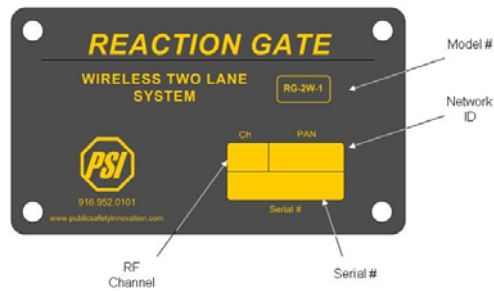 REACTION GATE
WIRELESS TWO LANE
SYSTEM
RG-2W-1
Model #
Network
ID
Ch PAN
PSI
916.952.0101
www.publicsafetyinnovation.com
Serial #
RF
Channel
Serial #